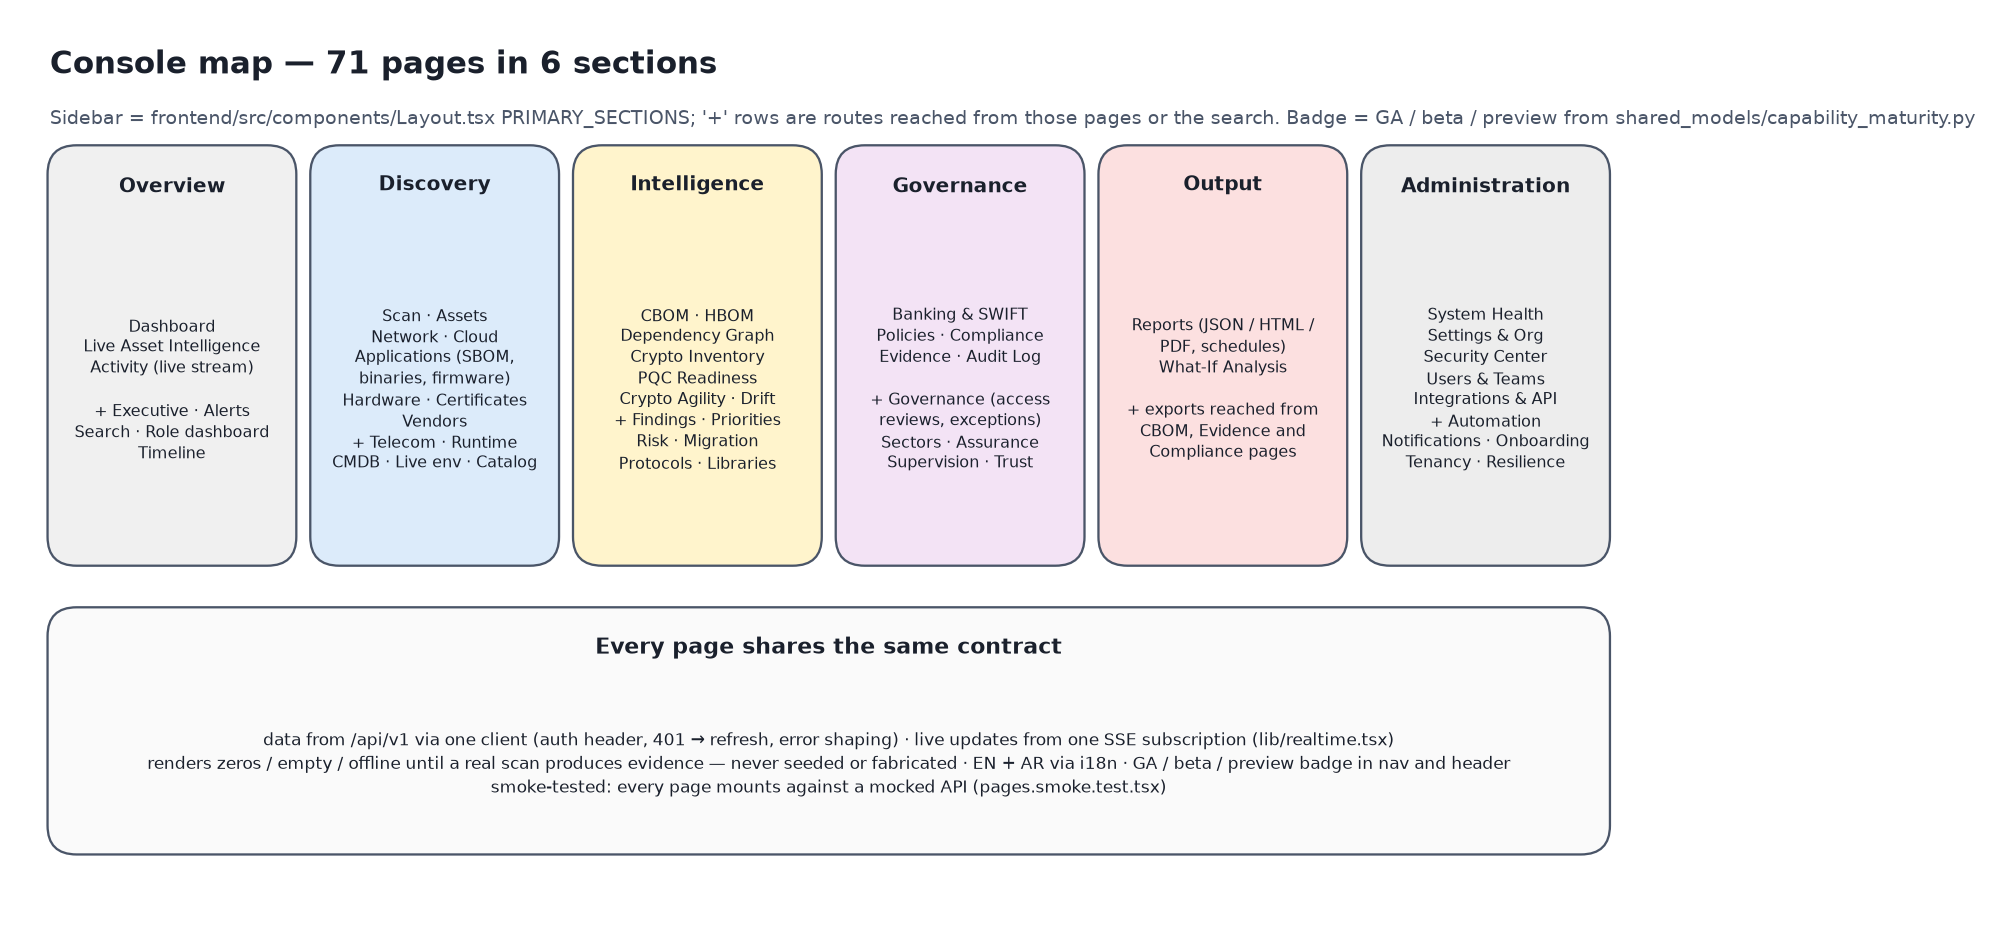 Console map — 71 pages in 6 sections
Sidebar = frontend/src/components/Layout.tsx PRIMARY_SECTIONS; '+' rows are routes reached from those pages or the search. Badge = GA / beta / preview from shared_models/capability_maturity.py
Overview
Dashboard
Live Asset Intelligence
Activity (live stream)
+ Executive · Alerts
Search · Role dashboard
Timeline
Discovery
Scan · Assets
Network · Cloud
Applications (SBOM,
binaries, firmware)
Hardware · Certificates
Vendors
+ Telecom · Runtime
CMDB · Live env · Catalog
Intelligence
CBOM · HBOM
Dependency Graph
Crypto Inventory
PQC Readiness
Crypto Agility · Drift
+ Findings · Priorities
Risk · Migration
Protocols · Libraries
Governance
Banking & SWIFT
Policies · Compliance
Evidence · Audit Log
+ Governance (access
reviews, exceptions)
Sectors · Assurance
Supervision · Trust
Output
Reports (JSON / HTML /
PDF, schedules)
What-If Analysis
+ exports reached from
CBOM, Evidence and
Compliance pages
Administration
System Health
Settings & Org
Security Center
Users & Teams
Integrations & API
+ Automation
Notifications · Onboarding
Tenancy · Resilience
Every page shares the same contract
data from /api/v1 via one client (auth header, 401 → refresh, error shaping) · live updates from one SSE subscription (lib/realtime.tsx)
renders zeros / empty / offline until a real scan produces evidence — never seeded or fabricated · EN + AR via i18n · GA / beta / preview badge in nav and header
smoke-tested: every page mounts against a mocked API (pages.smoke.test.tsx)